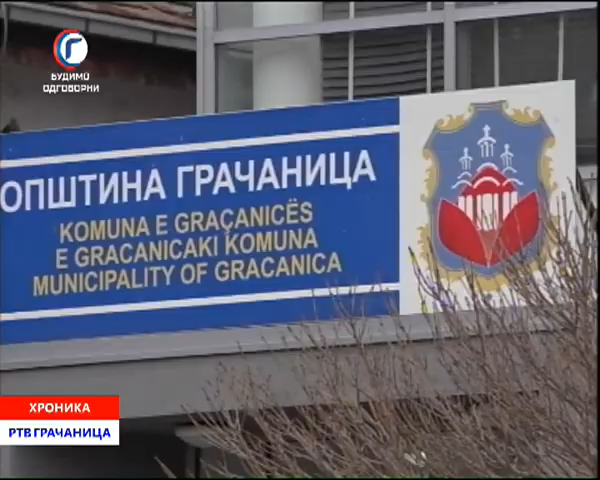 БУДИМО
ОДГОВОРНИ
ОПШТИНА ГРАЧАНИЦА
KOMUNA E GRAÇANICËS
E GRACANICAKI KOMUNA
MUNICIPALITY OF GRACANICA
ХРОНИКА
РТВ ГРАЧАНИЦА